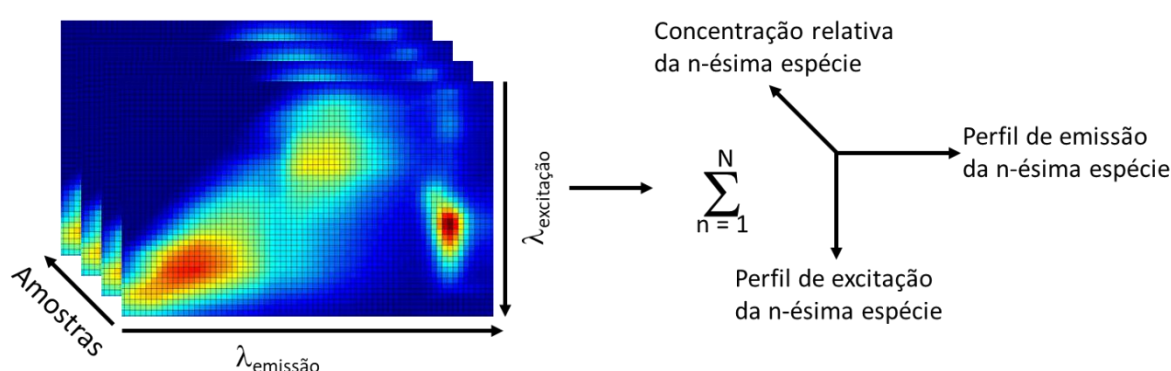 Amostras
λemissão
λexcitação
N
∑
n = 1
Concentração relativa
da n-ésima espécie
Perfil de emissão
da n-ésima espécie
Perfil de excitação
da n-ésima espécie